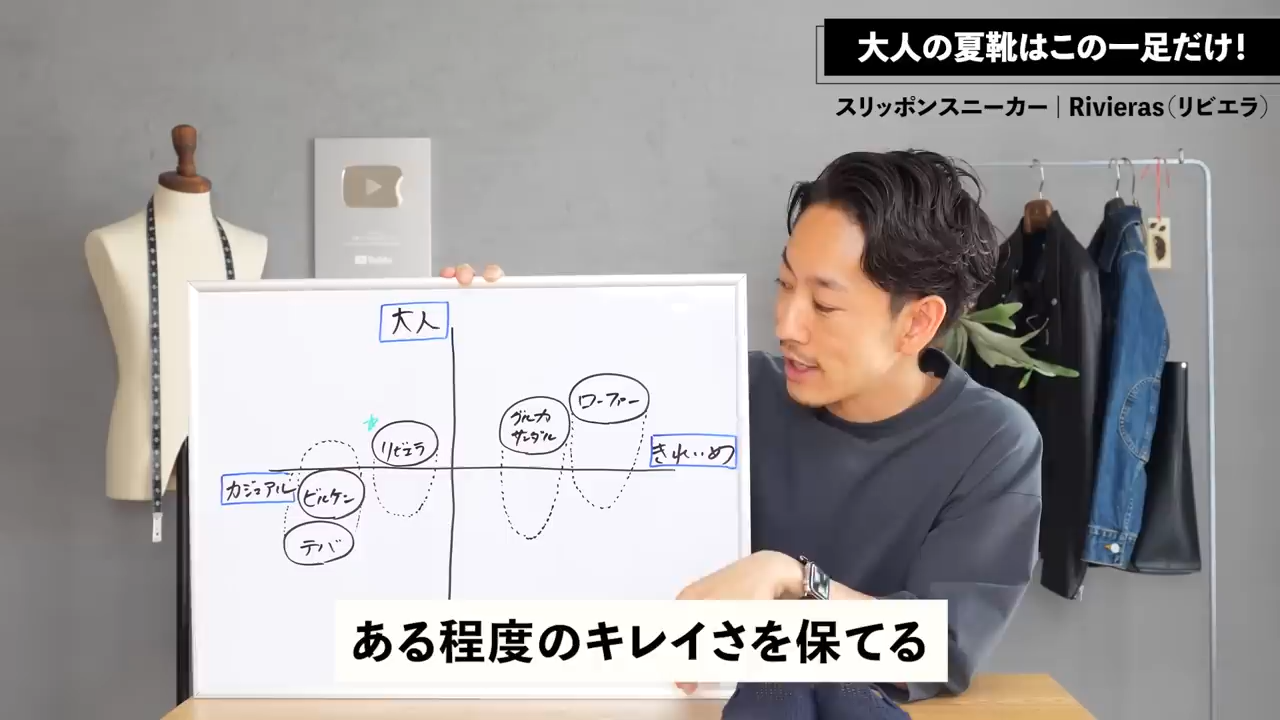 大人の夏靴はこの一足だけ!
スリッポンスニーカー | Rivieras(リビエラ)
YouTube
大人
ローファー
グルカ
サンダル
リビエラ
きれいめ
カジュアル
ビルケン
テバ
ある程度のキレイさを保てる